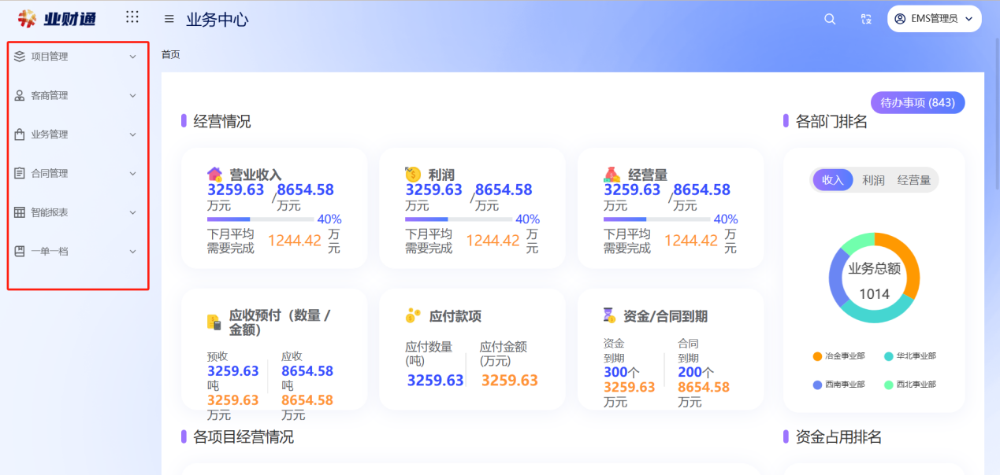 业财通
业务中心
EMS管理员
项目管理
客商管理
业务管理
合同管理
智能报表
一单一档
首页
待办事项 (843)
经营情况
营业收入
3259.63
万元
/
8654.58
万元
40%
下月平均
需要完成
1244.42
万
元
利润
3259.63
万元
/
8654.58
万元
40%
下月平均
需要完成
1244.42
万
元
经营量
3259.63
万元
/
8654.58
万元
40%
下月平均
需要完成
1244.42
万
元
应收预付（数量 /
金额）
预收
3259.63
吨
3259.63
万元
应收
8654.58
吨
8654.58
万元
应付款项
应付数量
(吨)
3259.63
应付金额
(万元)
3259.63
资金/合同到期
资金
到期
300个
3259.63
万元
合同
到期
200个
8654.58
万元
各部门排名
收入 利润 经营量
业务总额
1014
冶金事业部 华北事业部
西南事业部 西北事业部
各项目经营情况
资金占用排名